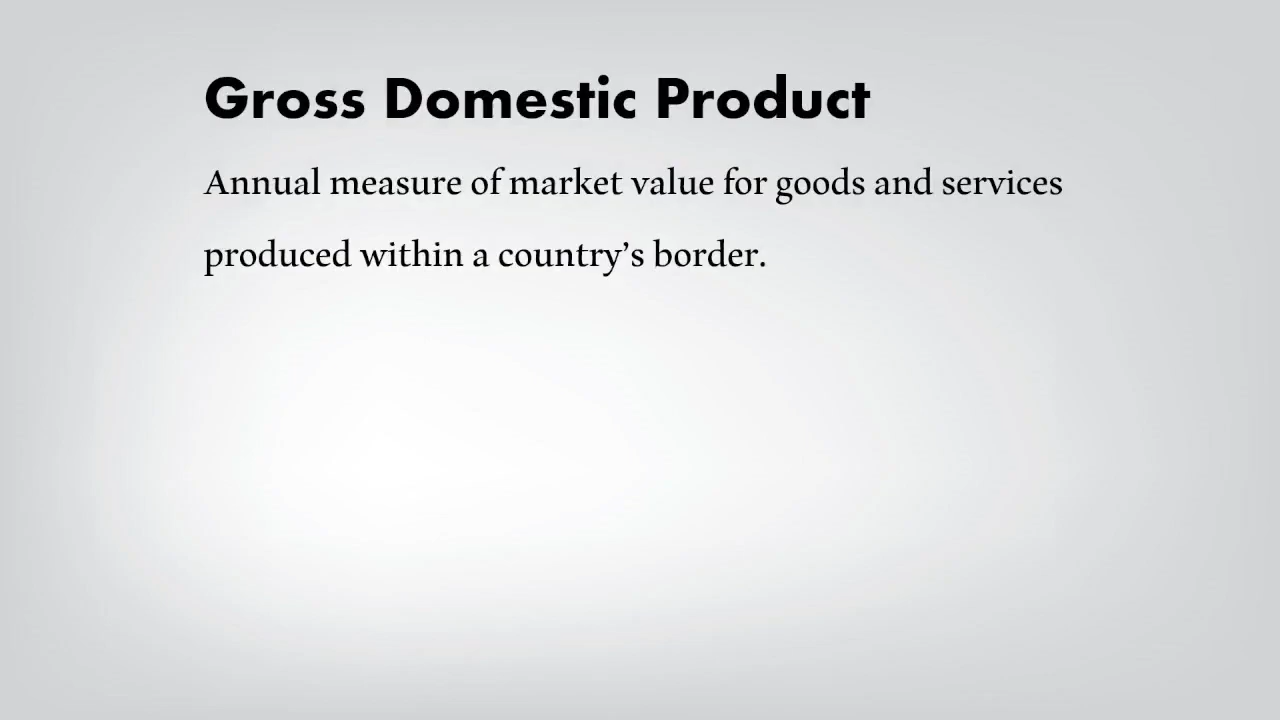 Gross Domestic Product
Annual measure of market value for goods and services
produced within a country’s border.